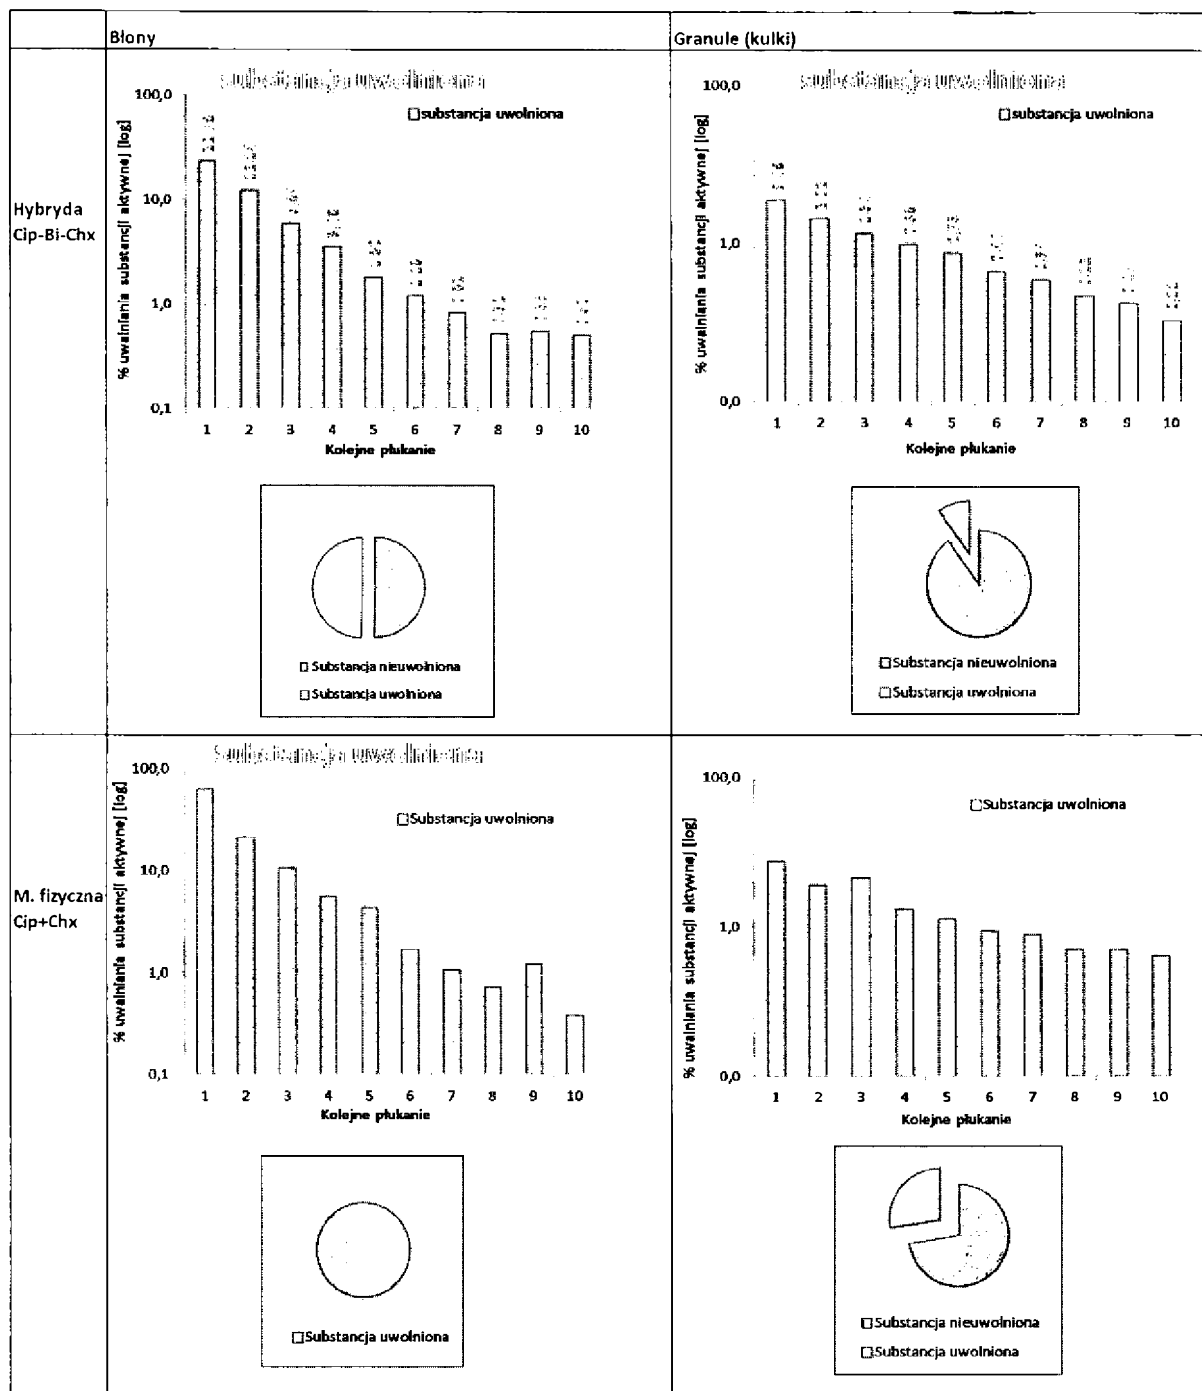 Błony
Granule (kulki)
Hybryda
Cip-Bi-Chx
substancja uwolniona
% uwalniania substancji aktywnej [log]
100,0
10,0
1,0
0,1
substancja uwolniona
1 2 3 4 5 6 7 8 9 10
Kolejne płukanie
Substancja nieuwolniona
Substancja uwolniona
substancja uwolniona
% uwalniania substancji aktywnej [log]
100,0
1,0
0,0
substancja uwolniona
1 2 3 4 5 6 7 8 9 10
Kolejne płukanie
Substancja nieuwolniona
Substancja uwolniona
M. fizyczna
Cip+Chx
Substancja uwolniona
% uwalniania substancji aktywnej [log]
100,0
10,0
1,0
0,1
Substancja uwolniona
1 2 3 4 5 6 7 8 9 10
Kolejne płukanie
Substancja uwolniona
% uwalniania substancji aktywnej [log]
100,0
1,0
0,0
Substancja uwolniona
1 2 3 4 5 6 7 8 9 10
Kolejne płukanie
Substancja nieuwolniona
Substancja uwolniona